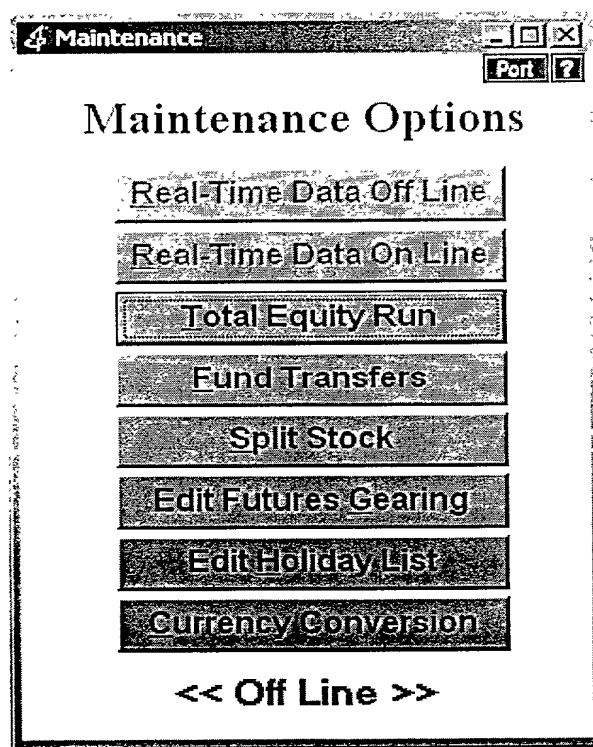 Maintenance
Port ?
Maintenance Options
Real-Time Data Off Line
Real-Time Data On Line
Total Equity Run
Fund Transfers
Split Stock
Edit Futures Gearing
Edit Holiday List
Currency Conversion
<< Off Line >>